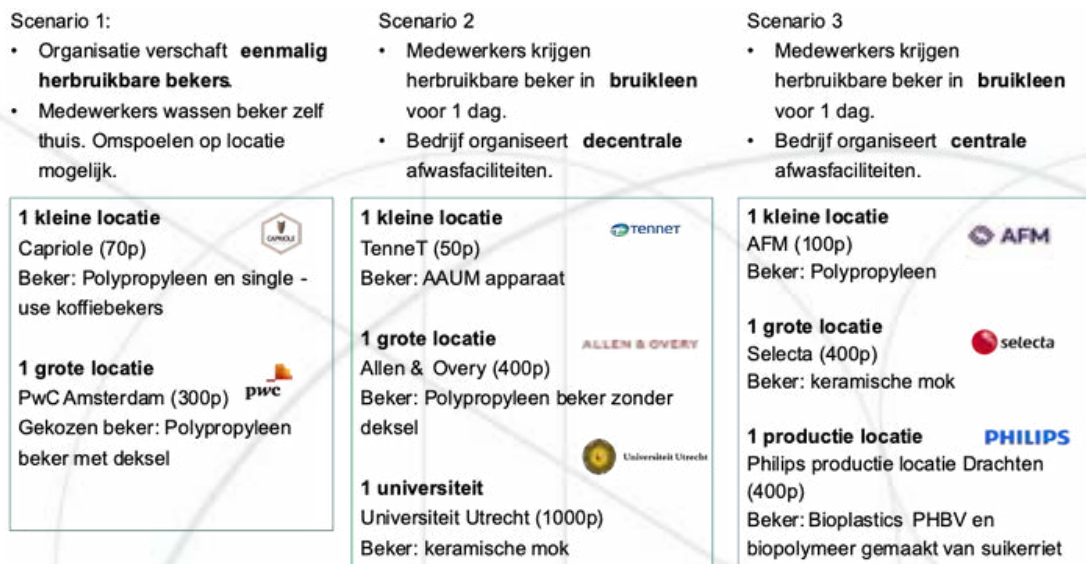 Scenario 1:
• Organisatie verschaft eenmalig
herbruikbare bekers.
• Medewerkers wassen beker zelf
thuis. Omspoelen op locatie
mogelijk.
1 kleine locatie
Capriole (70p)
CAPRIOLE
Beker: Polypropyleen en single -
use koffiebekers
1 grote locatie
PwC Amsterdam (300p)
pwc
Gekozen beker: Polypropyleen
beker met deksel
Scenario 2
• Medewerkers krijgen
herbruikbare beker in bruikleen
voor 1 dag.
• Bedrijf organiseert decentrale
afwasfaciliteiten.
1 kleine locatie
TenneT
TenneT (50p)
Beker: AAUM apparaat
1 grote locatie
ALLEN & OVERY
Allen & Overy (400p)
Beker: Polypropyleen beker zonder
deksel
Universiteit Utrecht
1 universiteit
Universiteit Utrecht (1000p)
Beker: keramische mok
Scenario 3
• Medewerkers krijgen
herbruikbare beker in bruikleen
voor 1 dag.
• Bedrijf organiseert centrale
afwasfaciliteiten.
1 kleine locatie
AFM (100p)
AFM
Beker: Polypropyleen
1 grote locatie
selecta
Selecta (400p)
Beker: keramische mok
1 productie locatie
PHILIPS
Philips productie locatie Drachten
(400p)
Beker: Bioplastics PHBV en
biopolymeer gemaakt van suikerriet